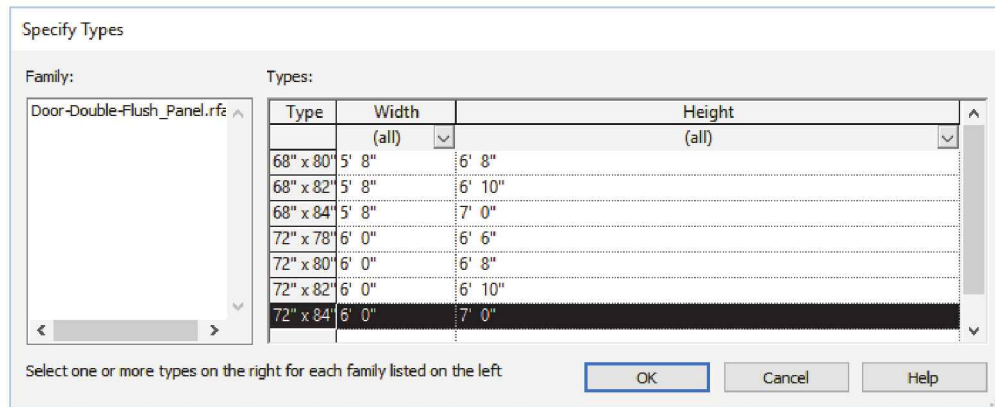 Specify Types
Family:
Types:
Door-Double-Flush_Panel.rfa
Type Width Height
(all) (all)
68" x 80" 5' 8" 6' 8"
68" x 82" 5' 8" 6' 10"
68" x 84" 5' 8" 7' 0"
72" x 78" 6' 0" 6' 6"
72" x 80" 6' 0" 6' 8"
72" x 82" 6' 0" 6' 10"
72" x 84" 6' 0" 7' 0"
Select one or more types on the right for each family listed on the left
OK Cancel Help